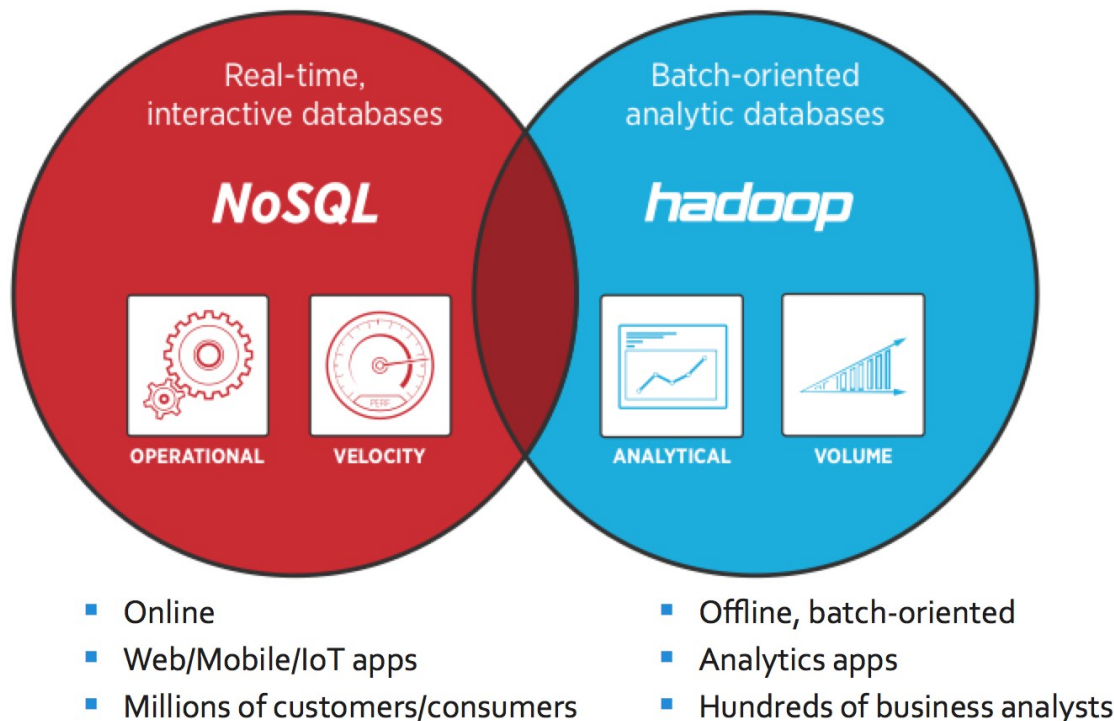 Real-time,
interactive databases
NoSQL
PERF
OPERATIONAL
VELOCITY
Batch-oriented
analytic databases
hadoop
ANALYTICAL
VOLUME
Online
Web/Mobile/IoT apps
Millions of customers/consumers
Offline, batch-oriented
Analytics apps
Hundreds of business analysts